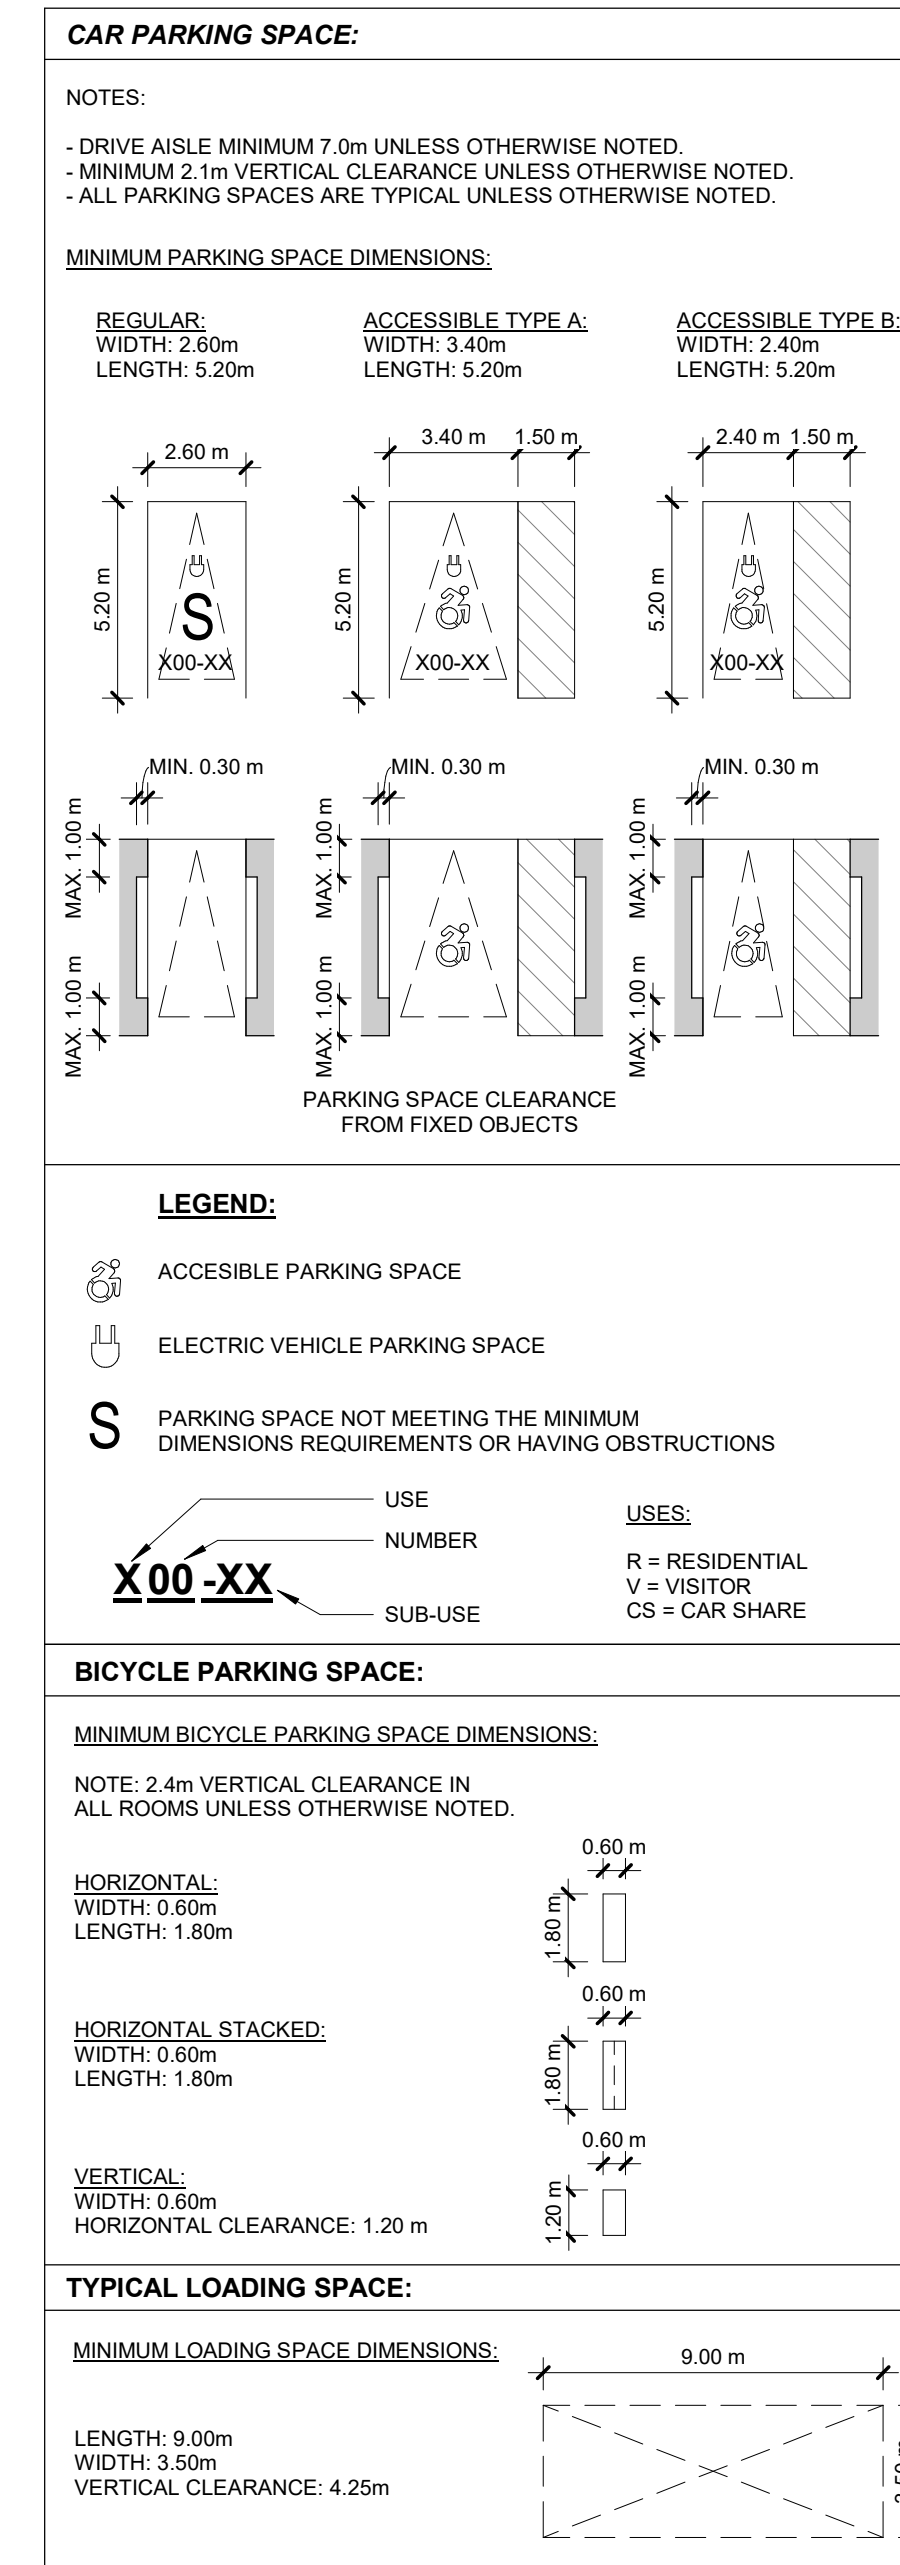 CAR PARKING SPACE:
NOTES:
- DRIVE AISLE MINIMUM 7.0m UNLESS OTHERWISE NOTED.
- MINIMUM 2.1m VERTICAL CLEARANCE UNLESS OTHERWISE NOTED.
- ALL PARKING SPACES ARE TYPICAL UNLESS OTHERWISE NOTED.
MINIMUM PARKING SPACE DIMENSIONS:
REGULAR:
WIDTH: 2.60m
LENGTH: 5.20m
ACCESSIBLE TYPE A:
WIDTH: 3.40m
LENGTH: 5.20m
ACCESSIBLE TYPE B:
WIDTH: 2.40m
LENGTH: 5.20m
2.60 m
5.20 m
S
X00-XX
3.40 m
1.50 m
5.20 m
X00-XX
2.40 m
1.50 m
5.20 m
X00-XX
MIN. 0.30 m
MAX. 1.00 m
MAX. 1.00 m
MIN. 0.30 m
MAX. 1.00 m
MAX. 1.00 m
MIN. 0.30 m
MAX. 1.00 m
MAX. 1.00 m
PARKING SPACE CLEARANCE
FROM FIXED OBJECTS
LEGEND:
ACCESIBLE PARKING SPACE
ELECTRIC VEHICLE PARKING SPACE
S
PARKING SPACE NOT MEETING THE MINIMUM
DIMENSIONS REQUIREMENTS OR HAVING OBSTRUCTIONS
X00-XX
USE
NUMBER
SUB-USE
USES:
R = RESIDENTIAL
V = VISITOR
CS = CAR SHARE
BICYCLE PARKING SPACE:
MINIMUM BICYCLE PARKING SPACE DIMENSIONS:
NOTE: 2.4m VERTICAL CLEARANCE IN
ALL ROOMS UNLESS OTHERWISE NOTED.
HORIZONTAL:
WIDTH: 0.60m
LENGTH: 1.80m
0.60 m
1.80 m
HORIZONTAL STACKED:
WIDTH: 0.60m
LENGTH: 1.80m
0.60 m
1.80 m
VERTICAL:
WIDTH: 0.60m
HORIZONTAL CLEARANCE: 1.20 m
0.60 m
1.20 m
TYPICAL LOADING SPACE:
MINIMUM LOADING SPACE DIMENSIONS:
LENGTH: 9.00m
WIDTH: 3.50m
VERTICAL CLEARANCE: 4.25m
9.00 m